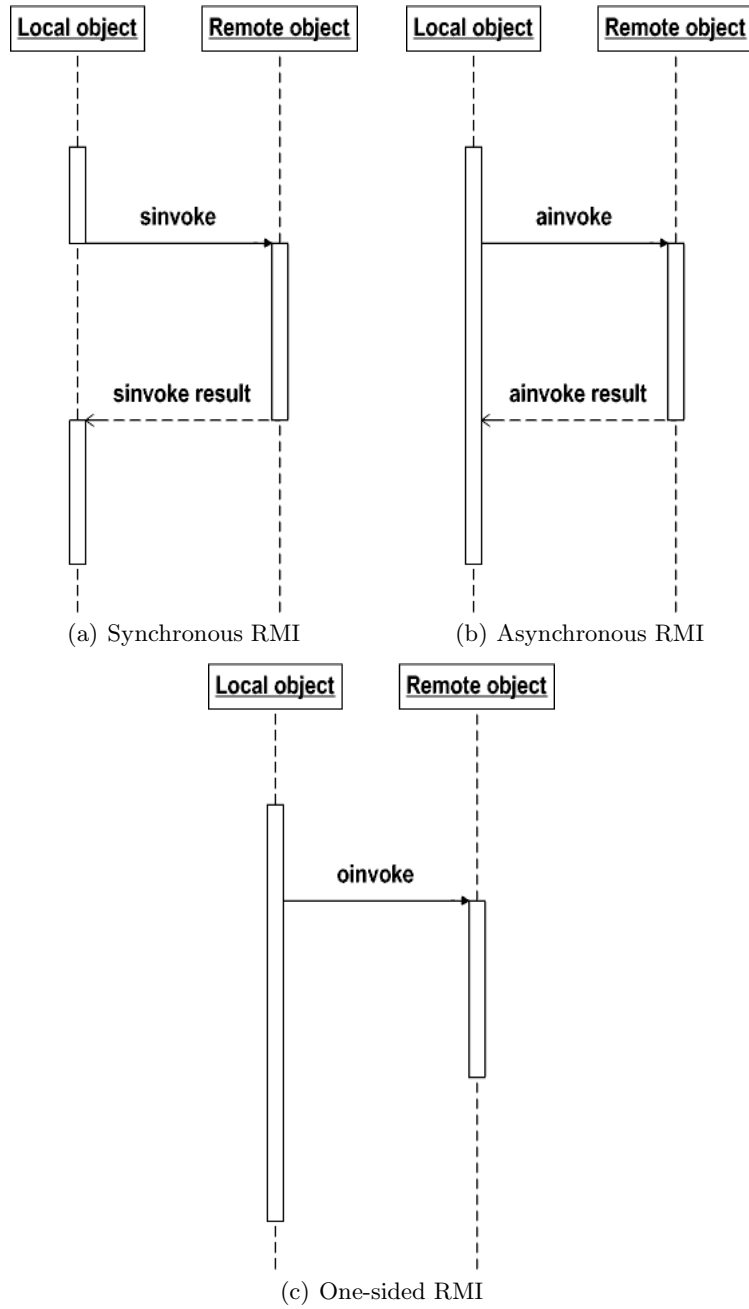 Local object Remote object Local object Remote object
sinvoke ainvoke
sinvoke result ainvoke result
(a) Synchronous RMI (b) Asynchronous RMI
Local object Remote object
oinvoke
(c) One-sided RMI